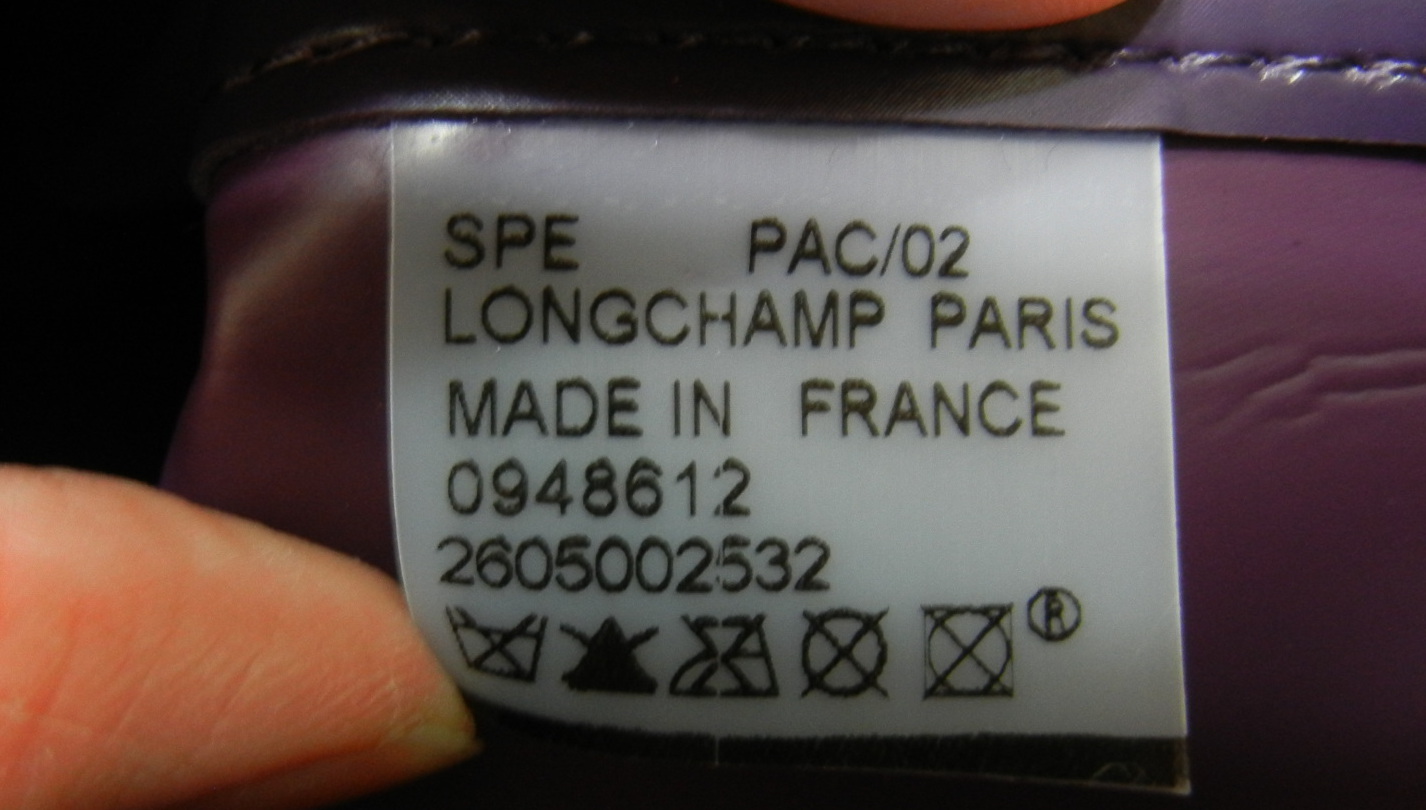 SPE PAC/02
LONGCHAMP PARIS
MADE IN FRANCE
0948612
2605002532
®